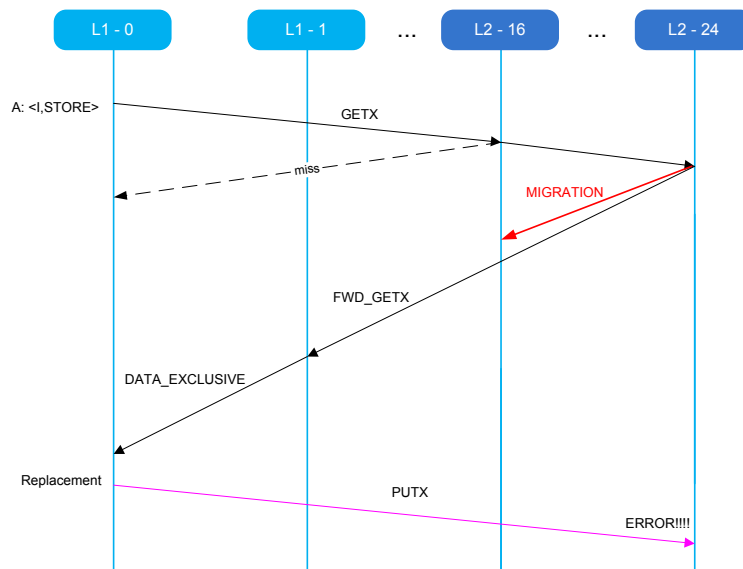 L1 - 0
L1 - 1
...
L2 - 16
...
L2 - 24
A: <I,STORE>
GETX
miss
MIGRATION
FWD_GETX
DATA_EXCLUSIVE
Replacement
PUTX
ERROR!!!!